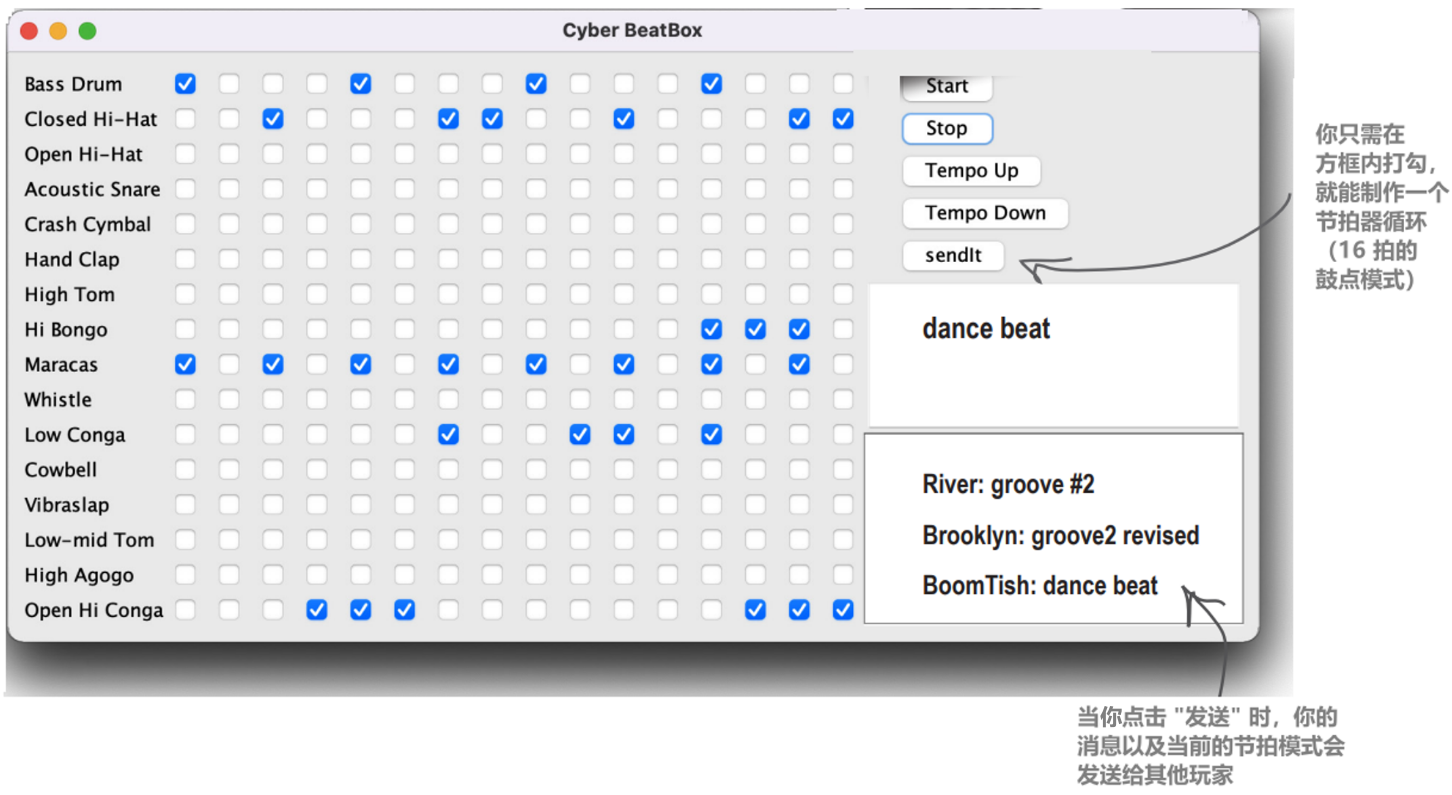 Cyber BeatBox
Bass Drum
Closed Hi-Hat
Open Hi-Hat
Acoustic Snare
Crash Cymbal
Hand Clap
High Tom
Hi Bongo
Maracas
Whistle
Low Conga
Cowbell
Vibraslap
Low-mid Tom
High Agogo
Open Hi Conga
Start
Stop
Tempo Up
Tempo Down
sendIt
dance beat
River: groove #2
Brooklyn: groove2 revised
BoomTish: dance beat
你只需在
方框内打勾，
就能制作一个
节拍器循环
（16 拍的
鼓点模式）
当你点击 "发送" 时，你的
消息以及当前的节拍模式会
发送给其他玩家